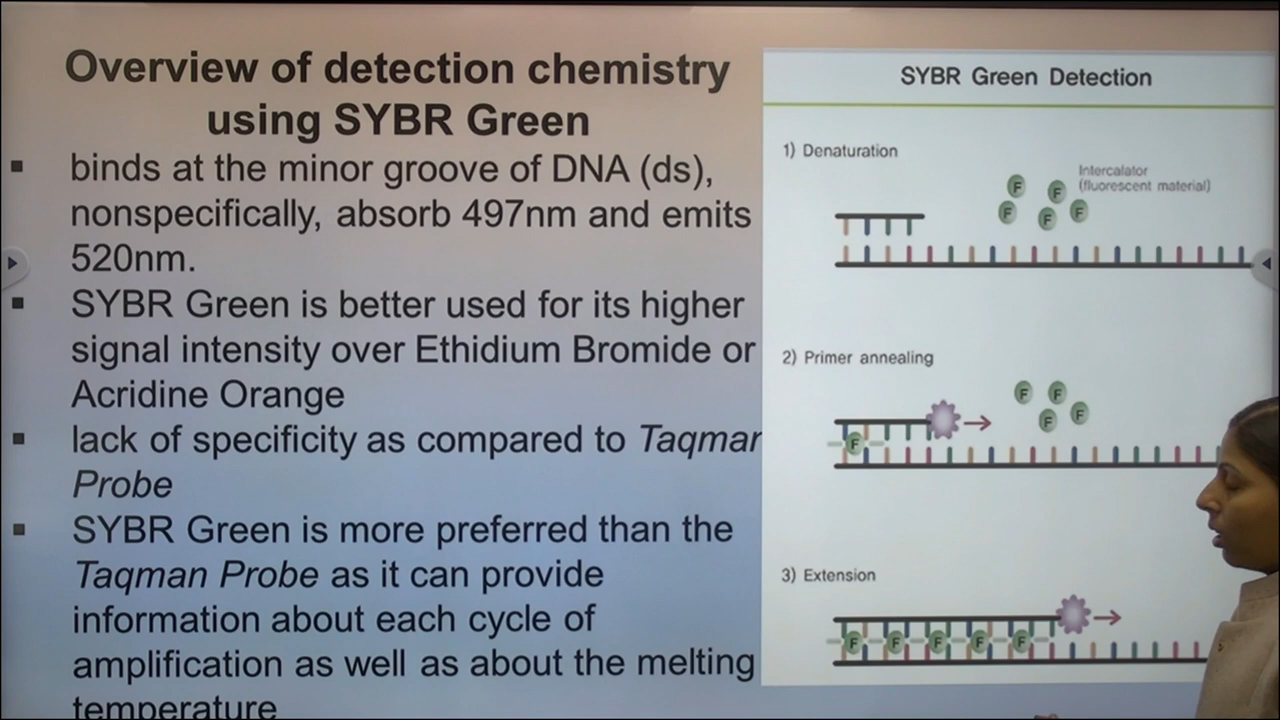 Overview of detection chemistry
using SYBR Green
▪ binds at the minor groove of DNA (ds),
nonspecifically, absorb 497nm and emits
520nm.
▪ SYBR Green is better used for its higher
signal intensity over Ethidium Bromide or
Acridine Orange
▪ lack of specificity as compared to Taqman
Probe
▪ SYBR Green is more preferred than the
Taqman Probe as it can provide
information about each cycle of
amplification as well as about the melting
temperature
SYBR Green Detection
1) Denaturation
Intercalator
(fluorescent material)
F F
F F F
2) Primer annealing
F F
F F
F
3) Extension
F F F F F